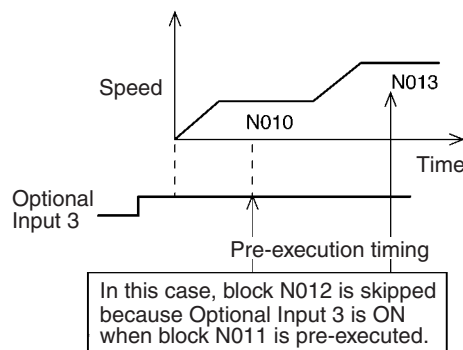 Speed
N010
N013
Time
Optional
Input 3
Pre-execution timing
In this case, block N012 is skipped
because Optional Input 3 is ON
when block N011 is pre-executed.